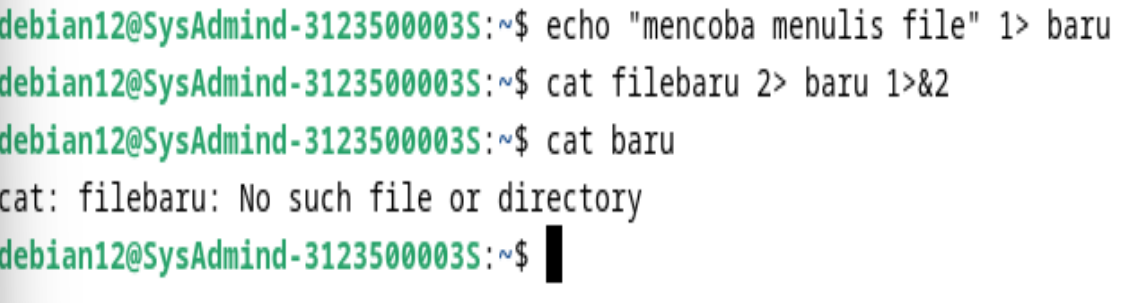 debian12@SysAdmind-3123500003S:~$ echo "mencoba menulis file" 1> baru
debian12@SysAdmind-3123500003S:~$ cat filebaru 2> baru 1>&2
debian12@SysAdmind-3123500003S:~$ cat baru
cat: filebaru: No such file or directory
debian12@SysAdmind-3123500003S:~$